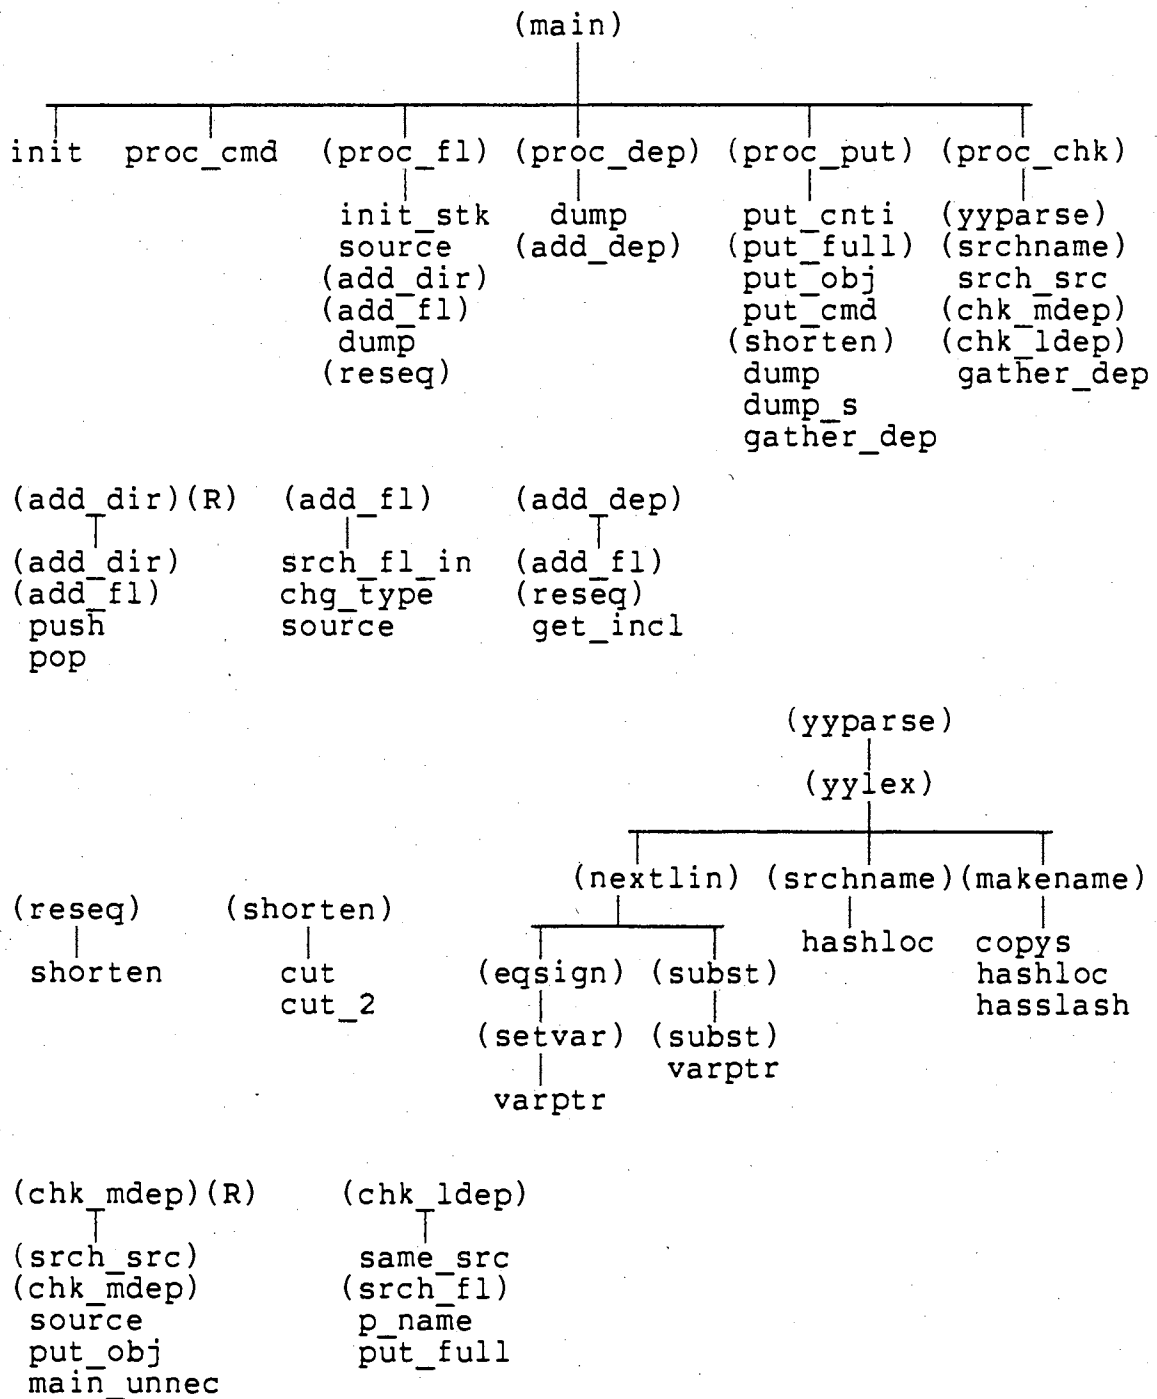 (main)
init proc_cmd (proc_fl) (proc_dep) (proc_put) (proc_chk)
init_stk dump put_cnti (yyparse)
source (add_dep) (put_full) (srchname)
(add_dir) put_obj srch_src
(add_fl) put_cmd (chk_mdep)
dump (shorten) (chk_ldep)
(reseq) dump gather_dep
dump_s
gather_dep
(add_dir)(R) (add_fl) (add_dep)
(add_dir) srch_fl_in (add_fl)
(add_fl) chg_type (reseq)
push source get_incl
pop
(yyparse)
(yylex)
(nextlin) (srchname) (makename)
(reseq) (shorten)
hashloc copys
shorten cut (eqsign) (subst) hashloc
cut_2 hasslash
(setvar) (subst)
varptr
varptr
(chk_mdep)(R) (chk_ldep)
(srch_src) same_src
(chk_mdep) (srch_fl)
source p_name
put_obj put_full
main_unnec